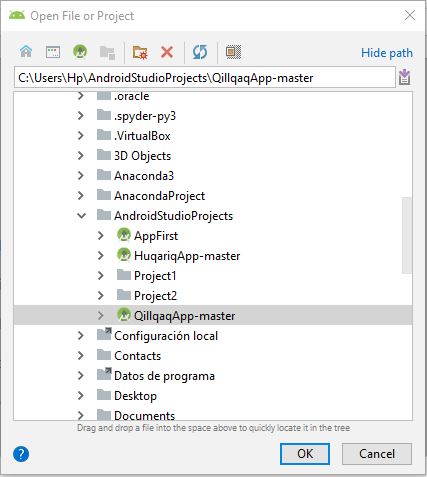 Open File or Project
Hide path
C:\Users\Hp\AndroidStudioProjects\QillqaqApp-master
.oracle
.spyder-py3
.VirtualBox
3D Objects
Anaconda3
AnacondaProject
AndroidStudioProjects
AppFirst
HuqariqApp-master
Project1
Project2
QillqaqApp-master
Configuración local
Contacts
Datos de programa
Desktop
Documents
Drag and drop a file into the space above to quickly locate it in the tree
?
OK
Cancel